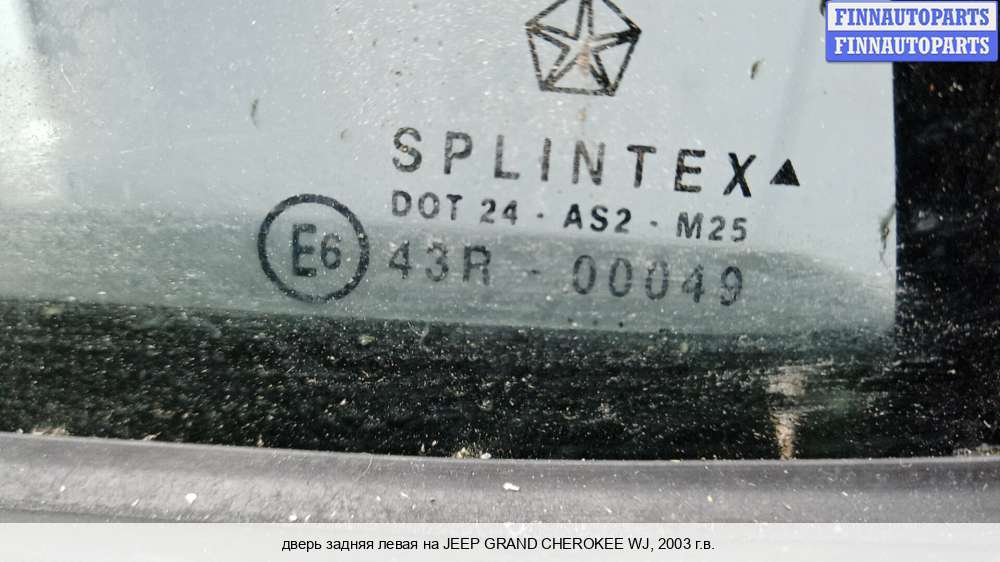 FINNAUTOPARTS
FINNAUTOPARTS
SPLINTEX
DOT 24 - AS2 - M25
E6 43R - 00049
дверь задняя левая на JEEP GRAND CHEROKEE WJ, 2003 г.в.